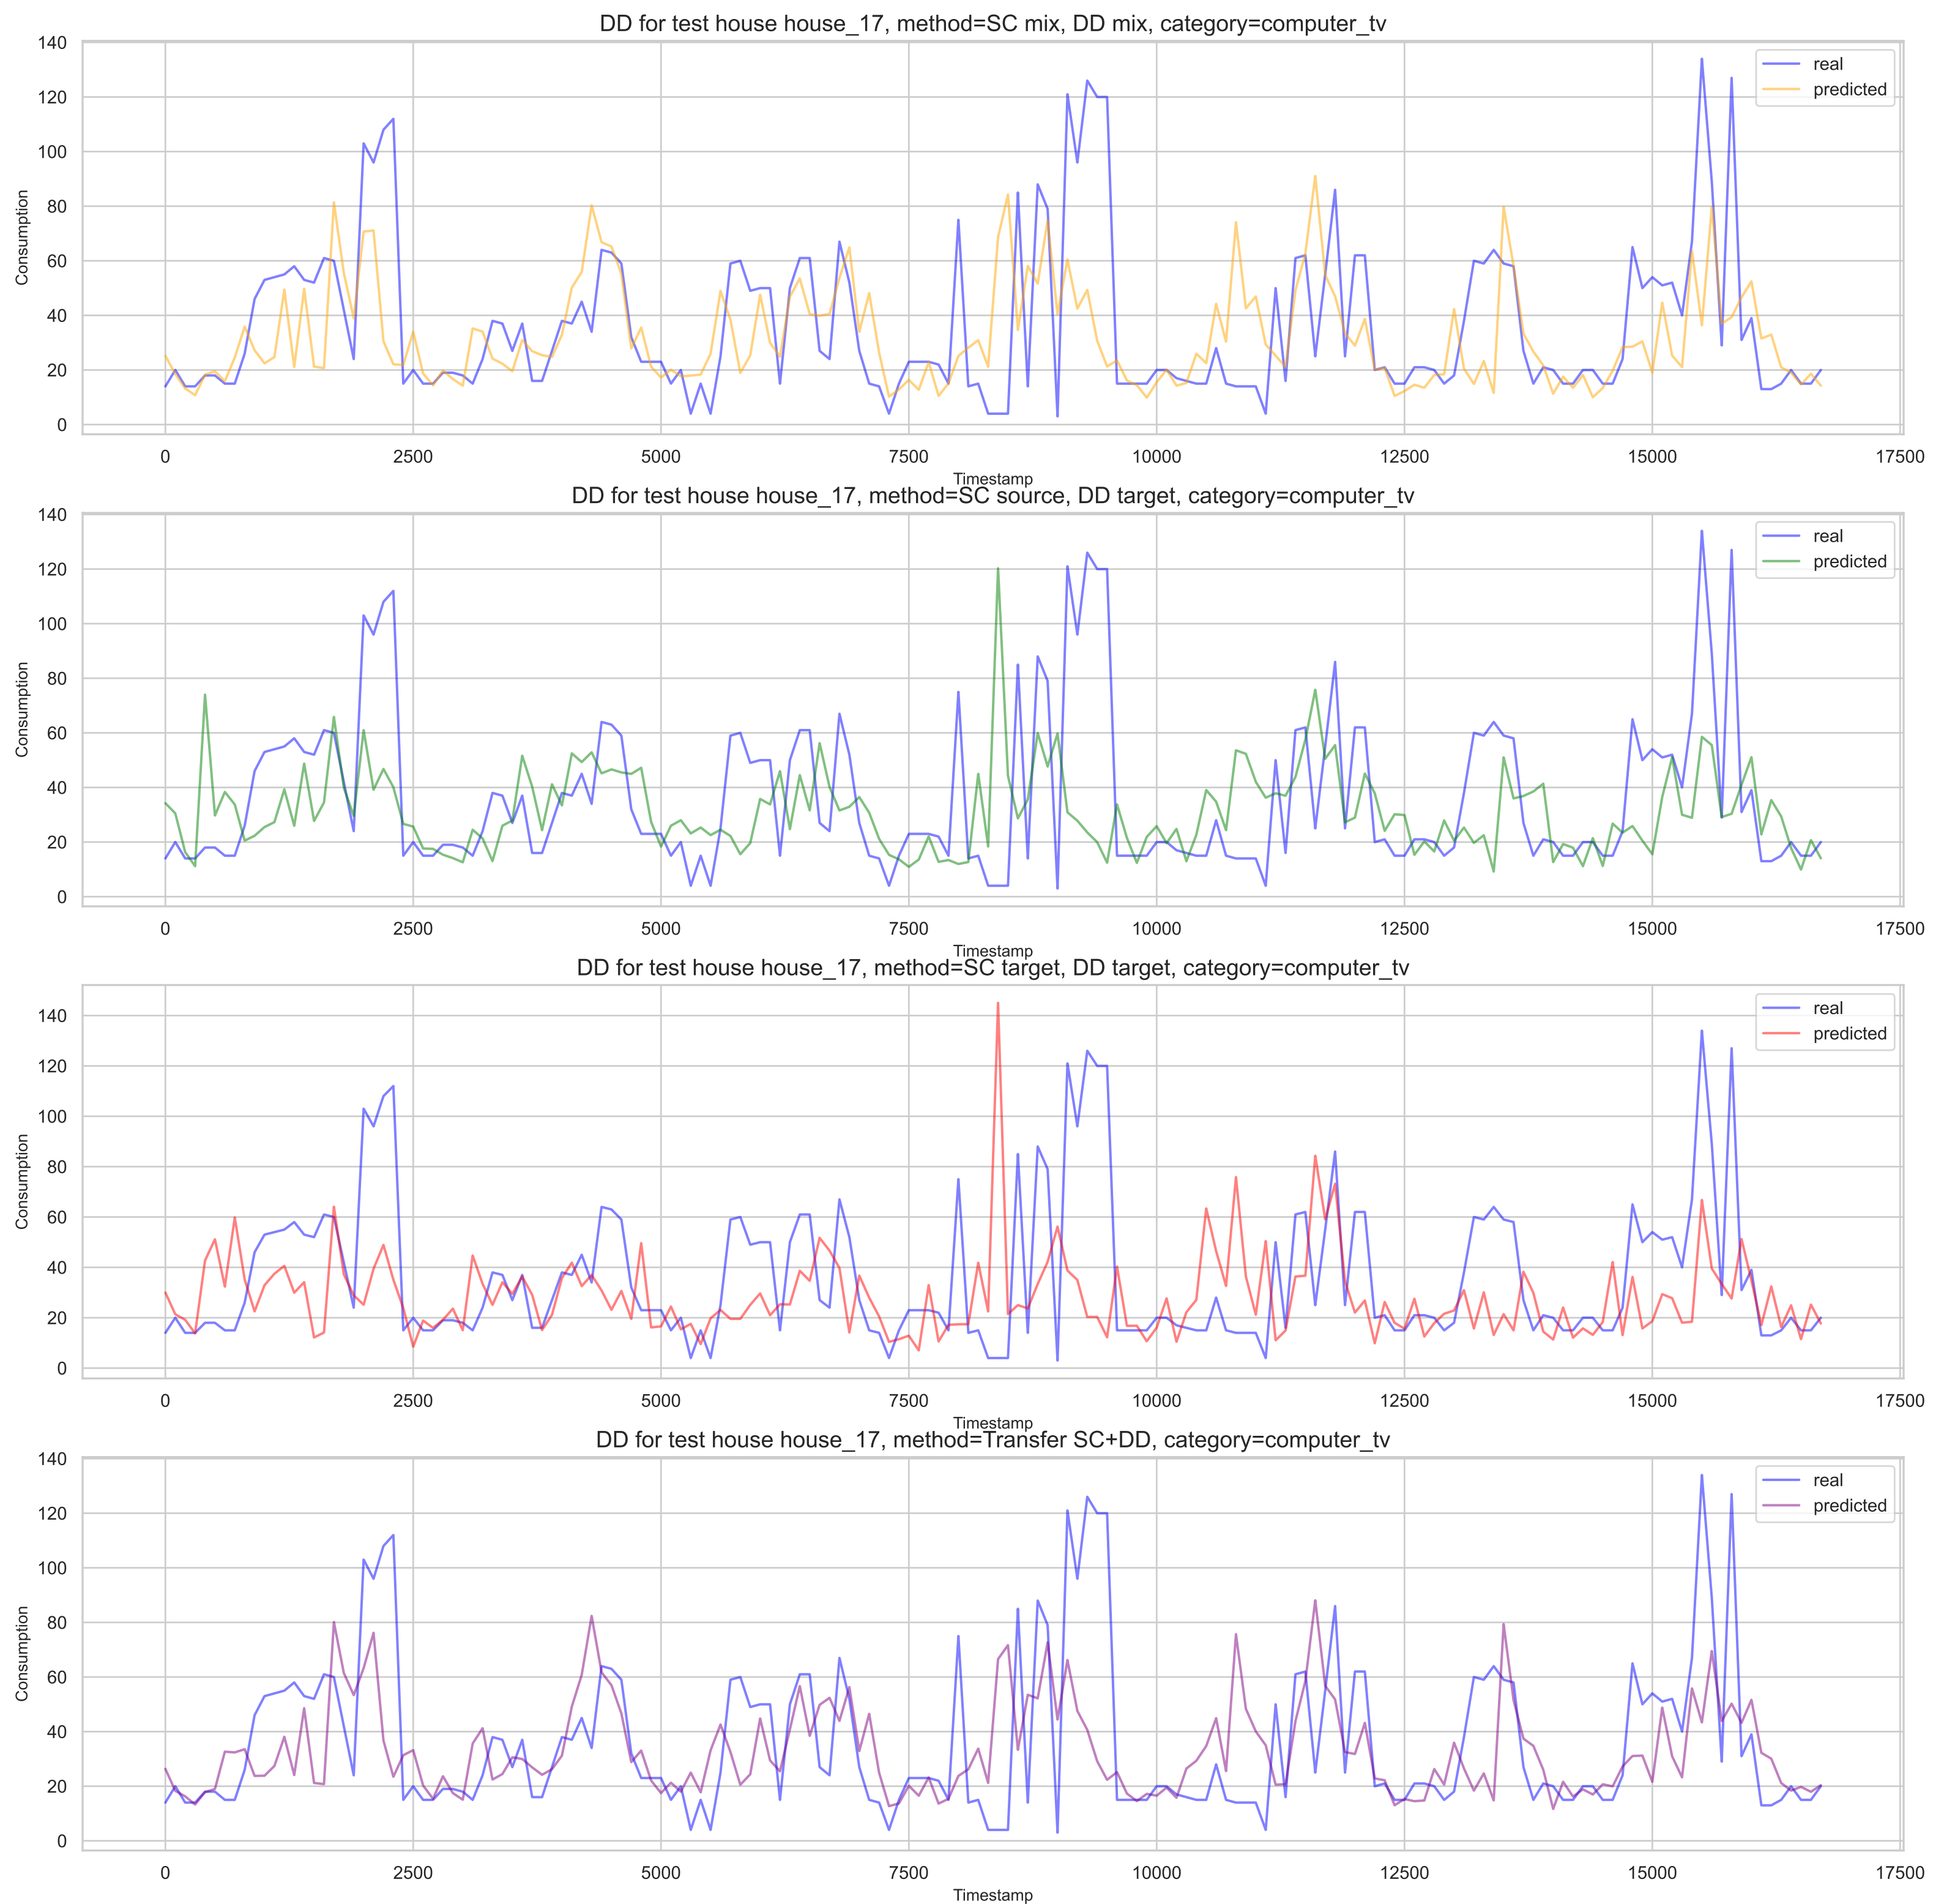 DD for test house house_17, method=SC mix, DD mix, category=computer_tv
140
120
100
80
60
40
20
0
Consumption
real
predicted
0 2500 5000 7500 10000 12500 15000 17500
Timestamp
DD for test house house_17, method=SC source, DD target, category=computer_tv
140
120
100
80
60
40
20
0
Consumption
real
predicted
0 2500 5000 7500 10000 12500 15000 17500
Timestamp
DD for test house house_17, method=SC target, DD target, category=computer_tv
140
120
100
80
60
40
20
0
Consumption
real
predicted
0 2500 5000 7500 10000 12500 15000 17500
Timestamp
DD for test house house_17, method=Transfer SC+DD, category=computer_tv
140
120
100
80
60
40
20
0
Consumption
real
predicted
0 2500 5000 7500 10000 12500 15000 17500
Timestamp